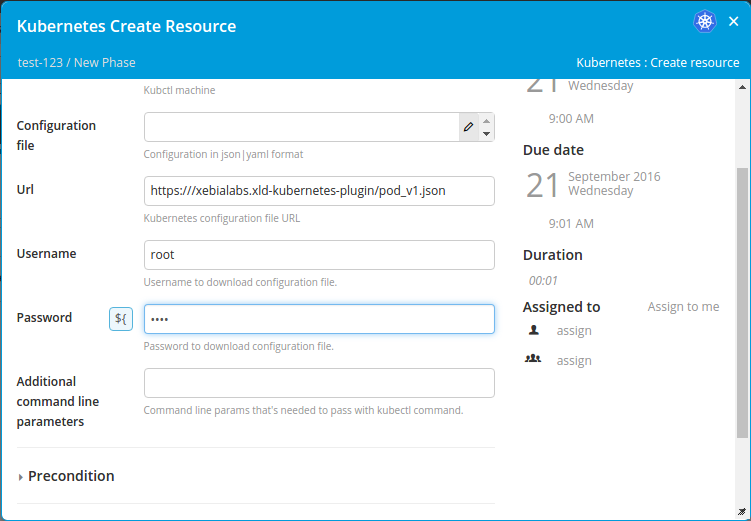 Kubernetes Create Resource
test-123 / New Phase
Kubernetes : Create resource
Kubctl machine
Configuration
file
Configuration in json|yaml format
Url
https:///xebialabs.xld-kubernetes-plugin/pod_v1.json
Kubernetes configuration file URL
Username
root
Username to download configuration file.
Password
${
••••
Password to download configuration file.
Additional
command line
parameters
Command line params that's needed to pass with kubectl command.
Precondition
21
Wednesday
9:00 AM
Due date
21
September 2016
Wednesday
9:01 AM
Duration
00:01
Assigned to
Assign to me
assign
assign